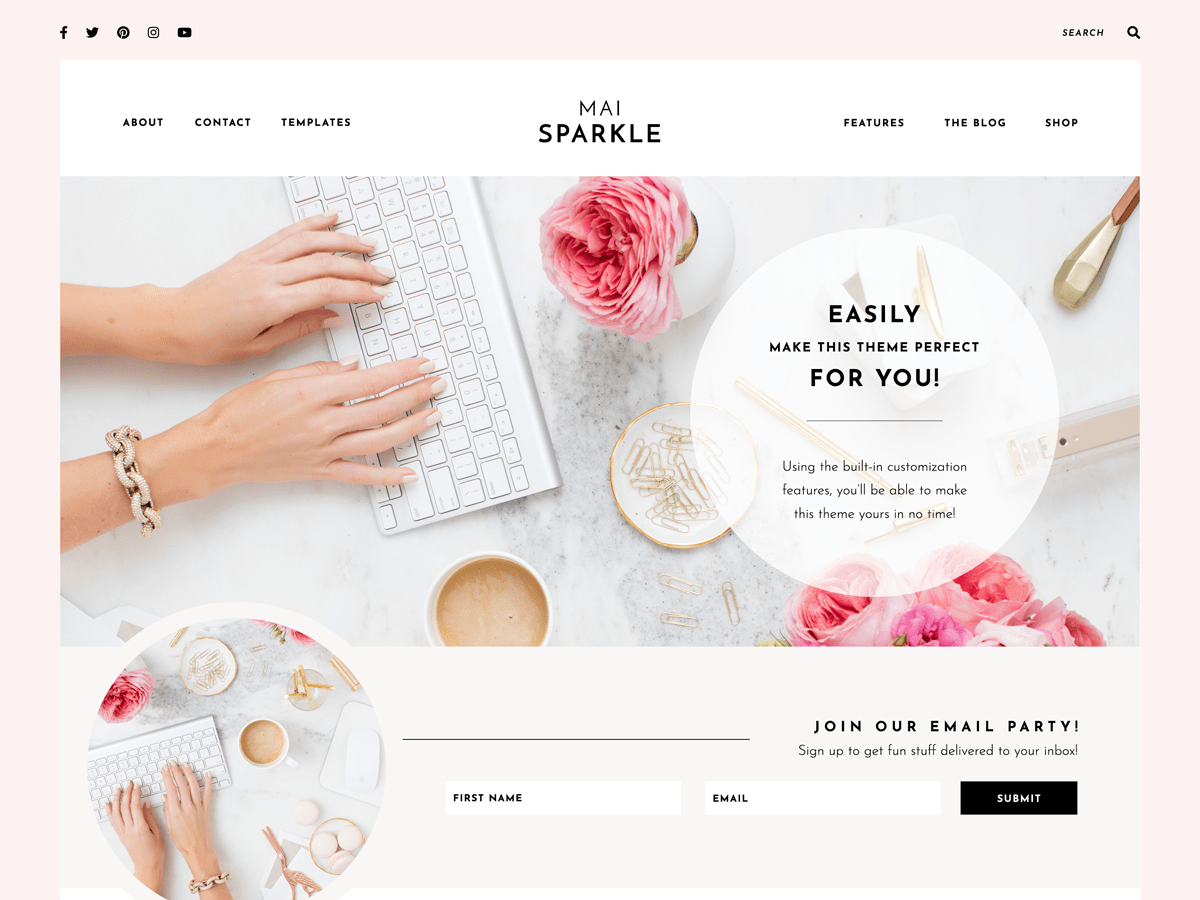 SEARCH
ABOUT CONTACT TEMPLATES
MAI
SPARKLE
FEATURES THE BLOG SHOP
EASILY
MAKE THIS THEME PERFECT
FOR YOU!
Using the built-in customization
features, you'll be able to make
this theme yours in no time!
JOIN OUR EMAIL PARTY!
Sign up to get fun stuff delivered to your inbox!
FIRST NAME
EMAIL
SUBMIT